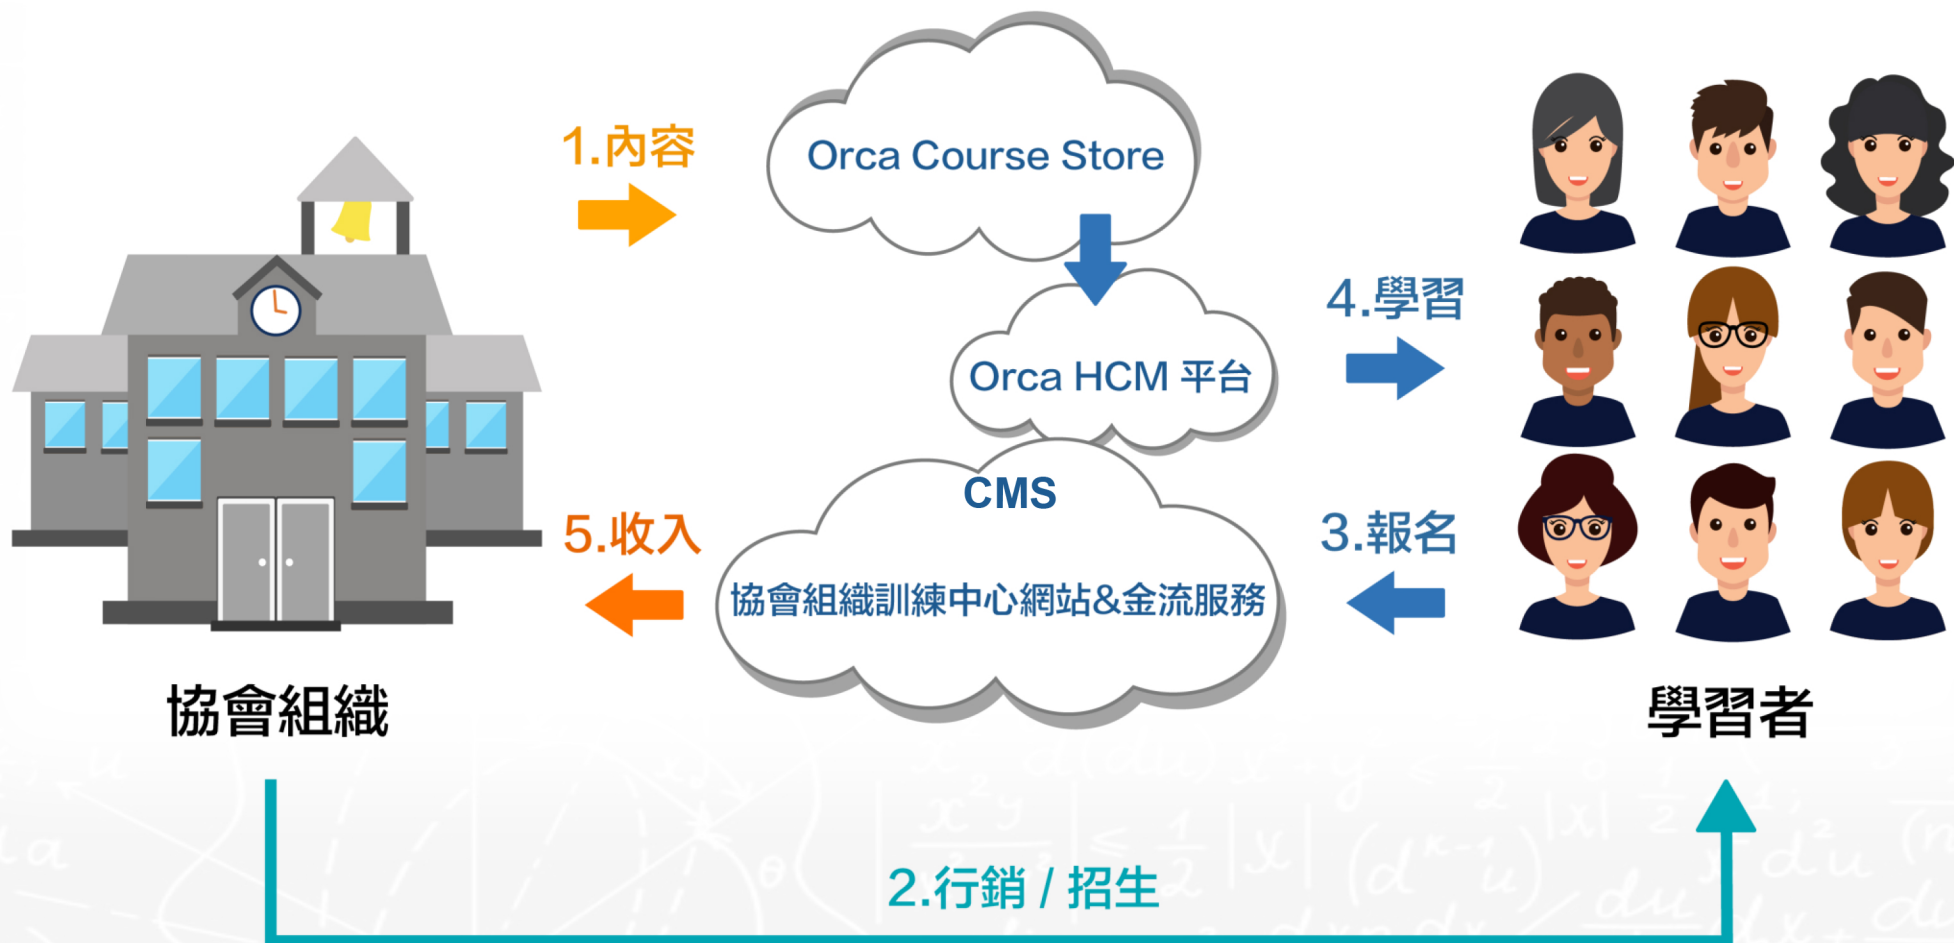 1.內容
Orca Course Store
4.學習
Orca HCM 平台
CMS
5.收入
3.報名
協會組織訓練中心網站&金流服務
協會組織
學習者
2.行銷 / 招生